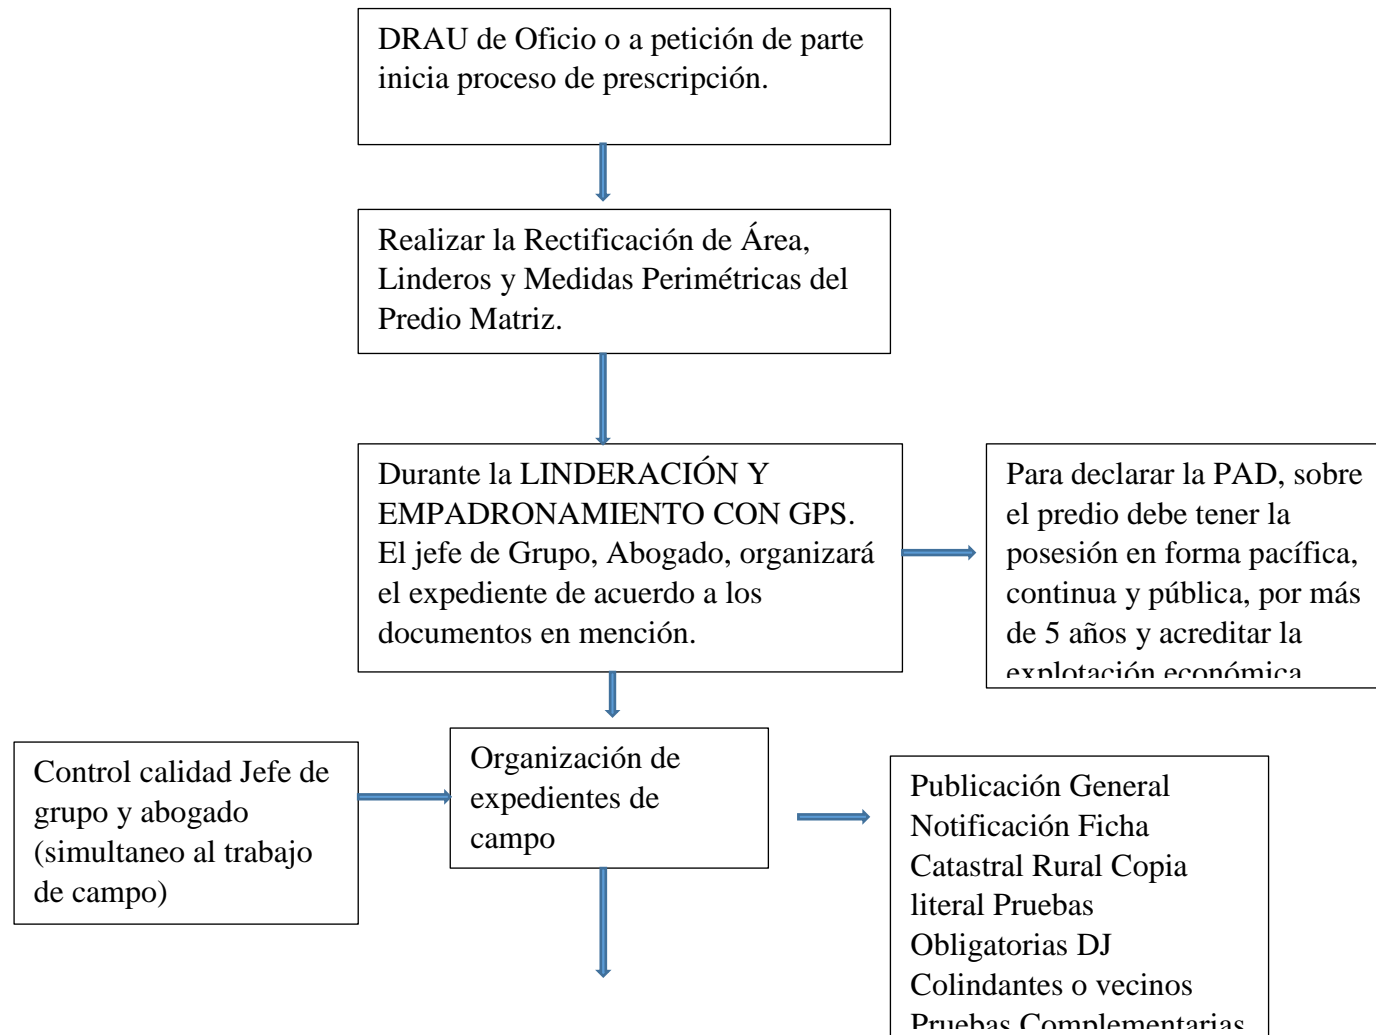 DRAU de Oficio o a petición de parte
inicia proceso de prescripción.
Realizar la Rectificación de Área,
Linderos y Medidas Perimétricas del
Predio Matriz.
Durante la LINDERACIÓN Y
EMPADRONAMIENTO CON GPS.
El jefe de Grupo, Abogado, organizará
el expediente de acuerdo a los
documentos en mención.
Para declarar la PAD, sobre
el predio debe tener la
posesión en forma pacífica,
continua y pública, por más
de 5 años y acreditar la
explotación económica
Control calidad Jefe de
grupo y abogado
(simultaneo al trabajo
de campo)
Organización de
expedientes de
campo
Publicación General
Notificación Ficha
Catastral Rural Copia
literal Pruebas
Obligatorias DJ
Colindantes o vecinos
Pruebas Complementarias